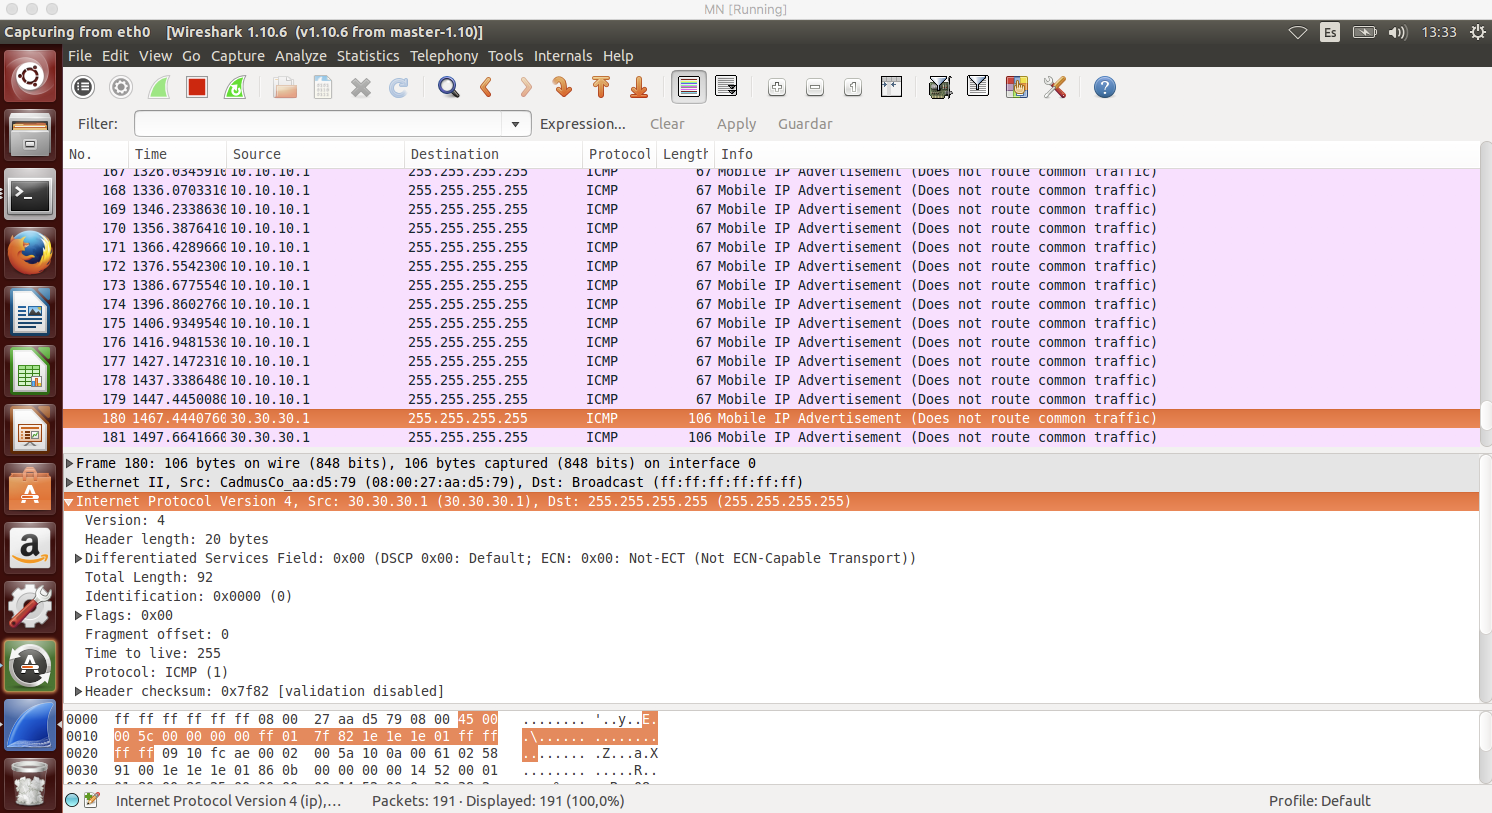 MN [Running]
Capturing from eth0 [Wireshark 1.10.6 (v1.10.6 from master-1.10)] Es 13:33
File Edit View Go Capture Analyze Statistics Telephony Tools Internals Help
Filter: Expression... Clear Apply Guardar
No. Time Source Destination Protocol Length Info
167 1326.0345910 10.10.10.1 255.255.255.255 ICMP 67 Mobile IP Advertisement (Does not route common traffic)
168 1336.0703310 10.10.10.1 255.255.255.255 ICMP 67 Mobile IP Advertisement (Does not route common traffic)
169 1346.2338630 10.10.10.1 255.255.255.255 ICMP 67 Mobile IP Advertisement (Does not route common traffic)
170 1356.3876410 10.10.10.1 255.255.255.255 ICMP 67 Mobile IP Advertisement (Does not route common traffic)
171 1366.4289660 10.10.10.1 255.255.255.255 ICMP 67 Mobile IP Advertisement (Does not route common traffic)
172 1376.5542300 10.10.10.1 255.255.255.255 ICMP 67 Mobile IP Advertisement (Does not route common traffic)
173 1386.6775540 10.10.10.1 255.255.255.255 ICMP 67 Mobile IP Advertisement (Does not route common traffic)
174 1396.8602760 10.10.10.1 255.255.255.255 ICMP 67 Mobile IP Advertisement (Does not route common traffic)
175 1406.9349540 10.10.10.1 255.255.255.255 ICMP 67 Mobile IP Advertisement (Does not route common traffic)
176 1416.9481530 10.10.10.1 255.255.255.255 ICMP 67 Mobile IP Advertisement (Does not route common traffic)
177 1427.1472310 10.10.10.1 255.255.255.255 ICMP 67 Mobile IP Advertisement (Does not route common traffic)
178 1437.3386480 10.10.10.1 255.255.255.255 ICMP 67 Mobile IP Advertisement (Does not route common traffic)
179 1447.4450080 10.10.10.1 255.255.255.255 ICMP 67 Mobile IP Advertisement (Does not route common traffic)
180 1467.4440760 30.30.30.1 255.255.255.255 ICMP 106 Mobile IP Advertisement (Does not route common traffic)
181 1497.6641660 30.30.30.1 255.255.255.255 ICMP 106 Mobile IP Advertisement (Does not route common traffic)
Frame 180: 106 bytes on wire (848 bits), 106 bytes captured (848 bits) on interface 0
Ethernet II, Src: CadmusCo_aa:d5:79 (08:00:27:aa:d5:79), Dst: Broadcast (ff:ff:ff:ff:ff:ff)
Internet Protocol Version 4, Src: 30.30.30.1 (30.30.30.1), Dst: 255.255.255.255 (255.255.255.255)
Version: 4
Header length: 20 bytes
Differentiated Services Field: 0x00 (DSCP 0x00: Default; ECN: 0x00: Not-ECT (Not ECN-Capable Transport))
Total Length: 92
Identification: 0x0000 (0)
Flags: 0x00
Fragment offset: 0
Time to live: 255
Protocol: ICMP (1)
Header checksum: 0x7f82 [validation disabled]
0000 ff ff ff ff ff ff 08 00 27 aa d5 79 08 00 45 00 ........ '..y..E.
0010 00 5c 00 00 00 00 ff 01 7f 82 1e 1e 1e 01 ff ff .\...... ........
0020 ff ff 09 10 fc ae 00 02 00 5a 10 0a 00 61 02 58 ........ .Z...a.X
0030 91 00 1e 1e 1e 01 86 0b 00 00 00 00 14 52 00 01 ........ .....R..
Internet Protocol Version 4 (ip),... Packets: 191 · Displayed: 191 (100,0%) Profile: Default